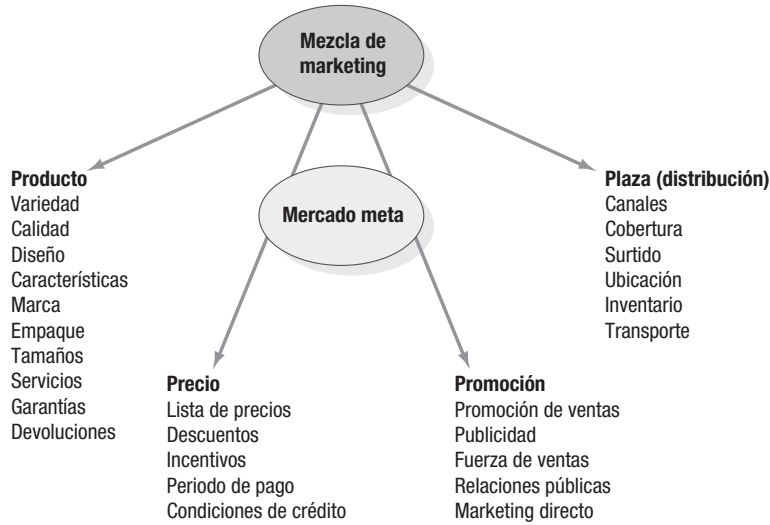 Mezcla de
marketing
Mercado meta
Producto
Variedad
Calidad
Diseño
Características
Marca
Empaque
Tamaños
Servicios
Garantías
Devoluciones
Precio
Lista de precios
Descuentos
Incentivos
Periodo de pago
Condiciones de crédito
Promoción
Promoción de ventas
Publicidad
Fuerza de ventas
Relaciones públicas
Marketing directo
Plaza (distribución)
Canales
Cobertura
Surtido
Ubicación
Inventario
Transporte